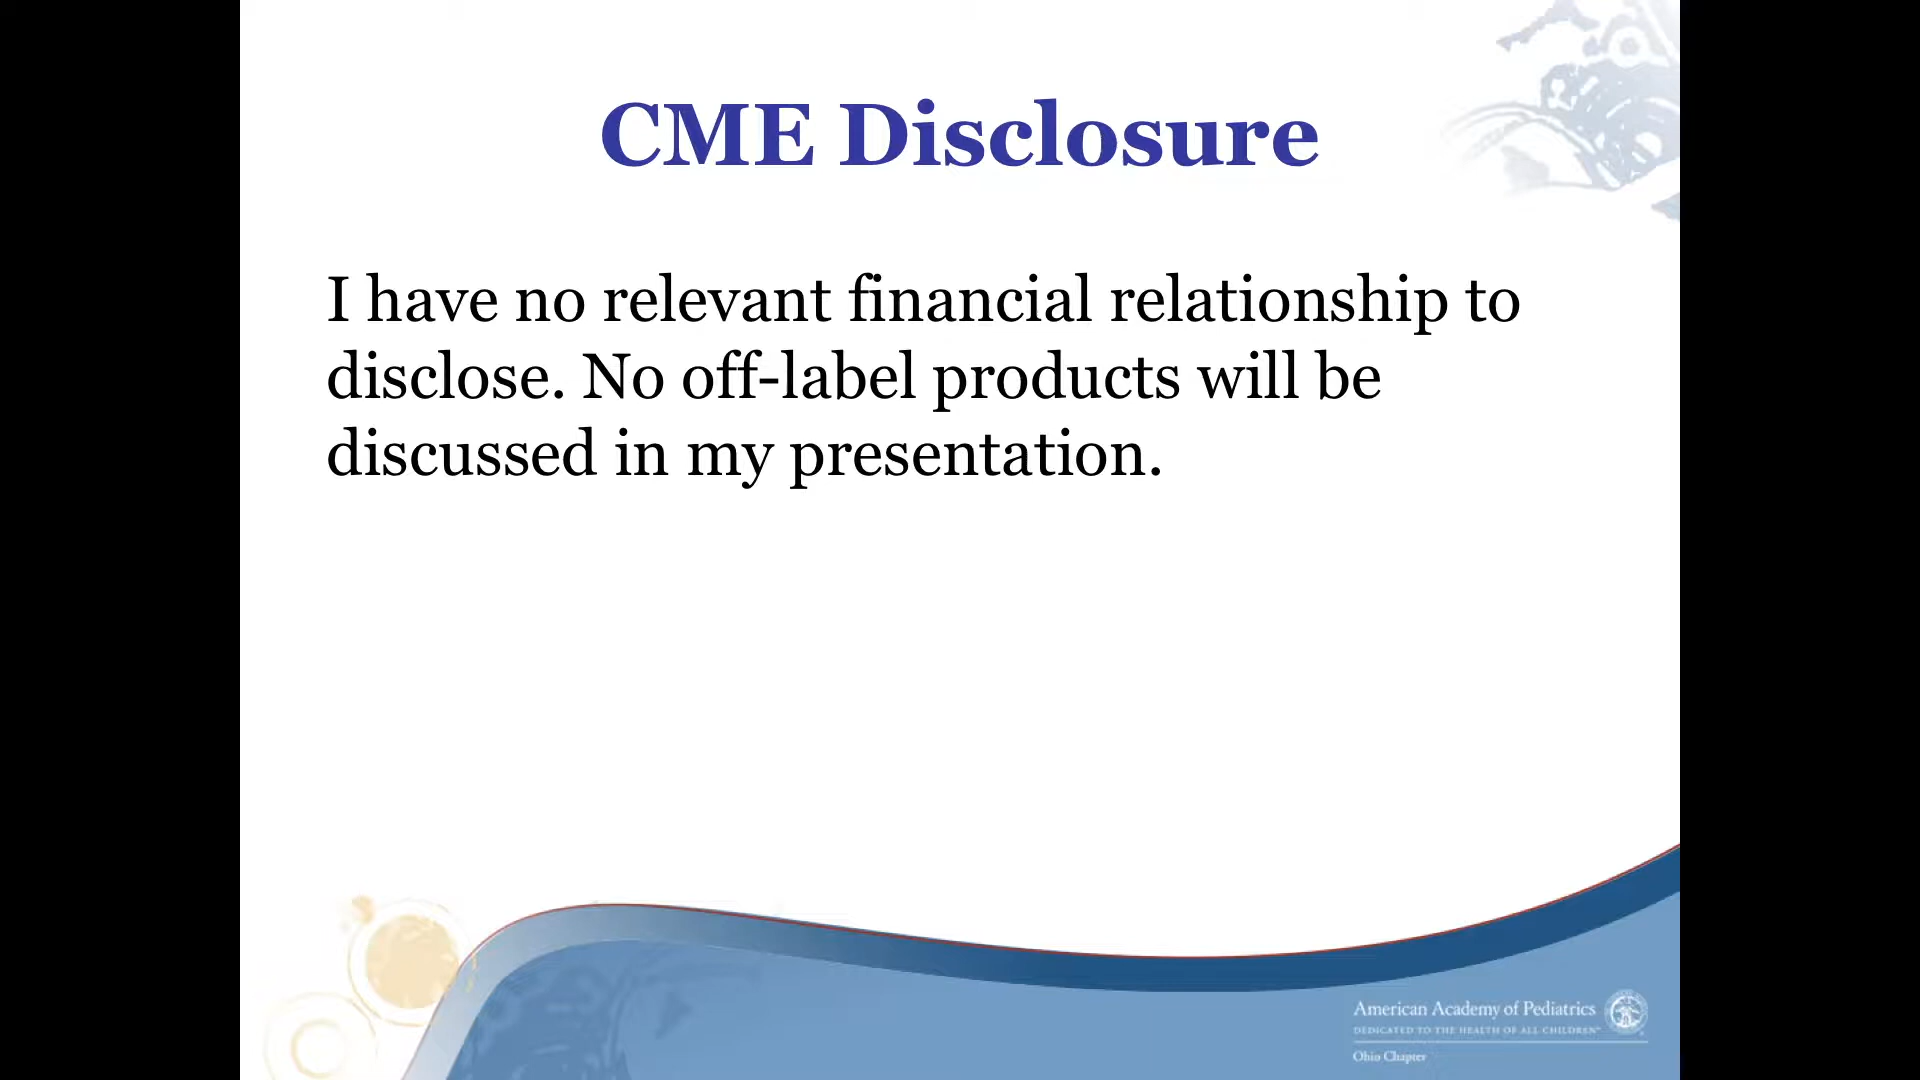 CME Disclosure
I have no relevant financial relationship to
disclose. No off-label products will be
discussed in my presentation.
American Academy of Pediatrics
DEDICATED TO THE HEALTH OF ALL CHILDREN™
Ohio Chapter